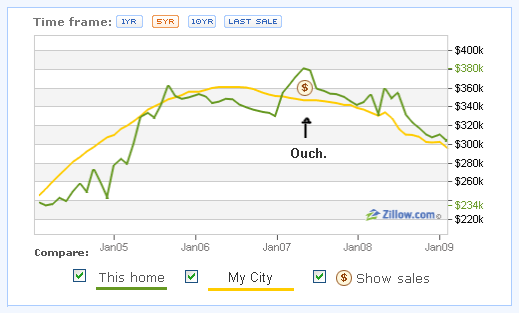 Time frame: 1YR 5YR 10YR LAST SALE
$400k
$380k
$360k
$340k
$320k
$300k
$280k
$260k
$234k
$220k
$
Ouch.
Zillow.com©
Jan05 Jan06 Jan07 Jan08 Jan09
Compare:
This home My City $ Show sales